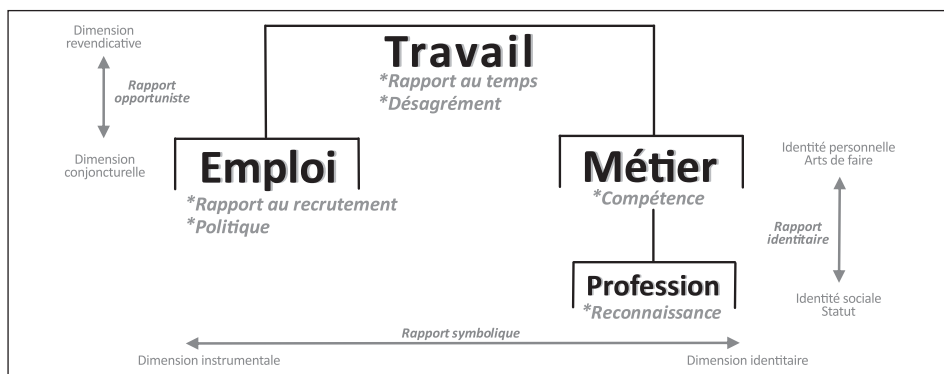 Dimension
revendicative
Rapport
opportuniste
Dimension
conjoncturelle
Travail
*Rapport au temps
*Désagrément
Emploi
*Rapport au recrutement
*Politique
Métier
*Compétence
Profession
*Reconnaissance
Identité personnelle
Arts de faire
Rapport
identitaire
Identité sociale
Statut
Rapport symbolique
Dimension instrumentale
Dimension identitaire